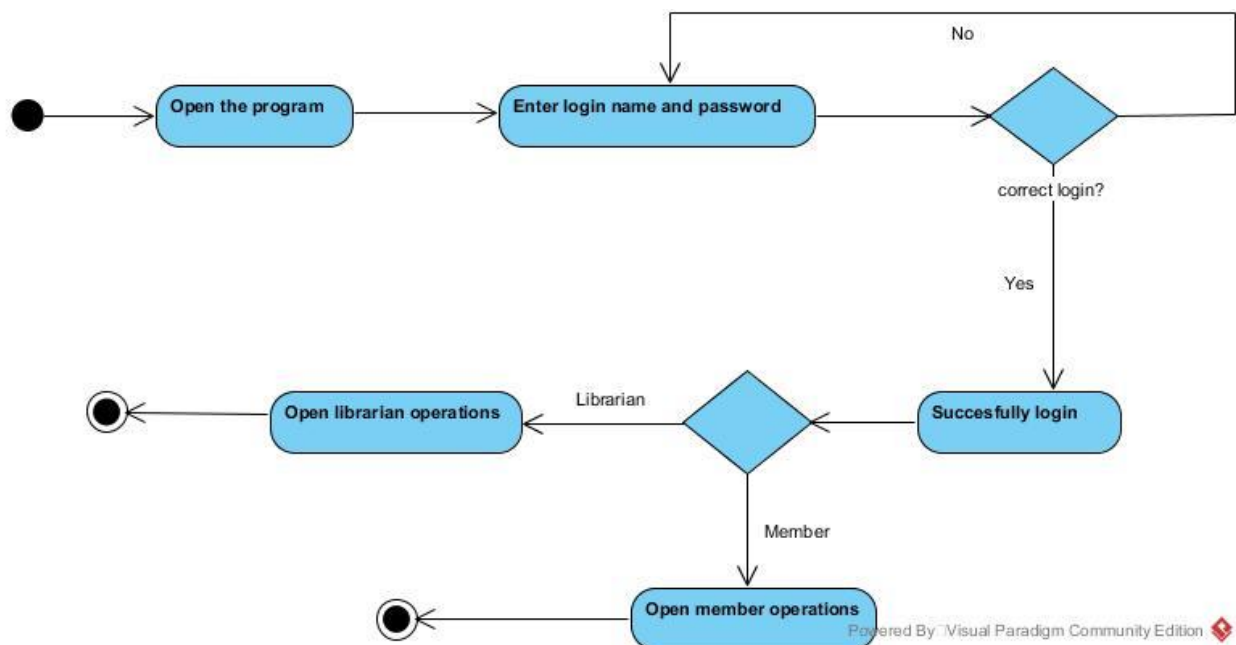 No
Open the program
Enter login name and password
correct login?
Yes
Open librarian operations
Librarian
Succesfully login
Member
Open member operations
Powered By Visual Paradigm Community Edition